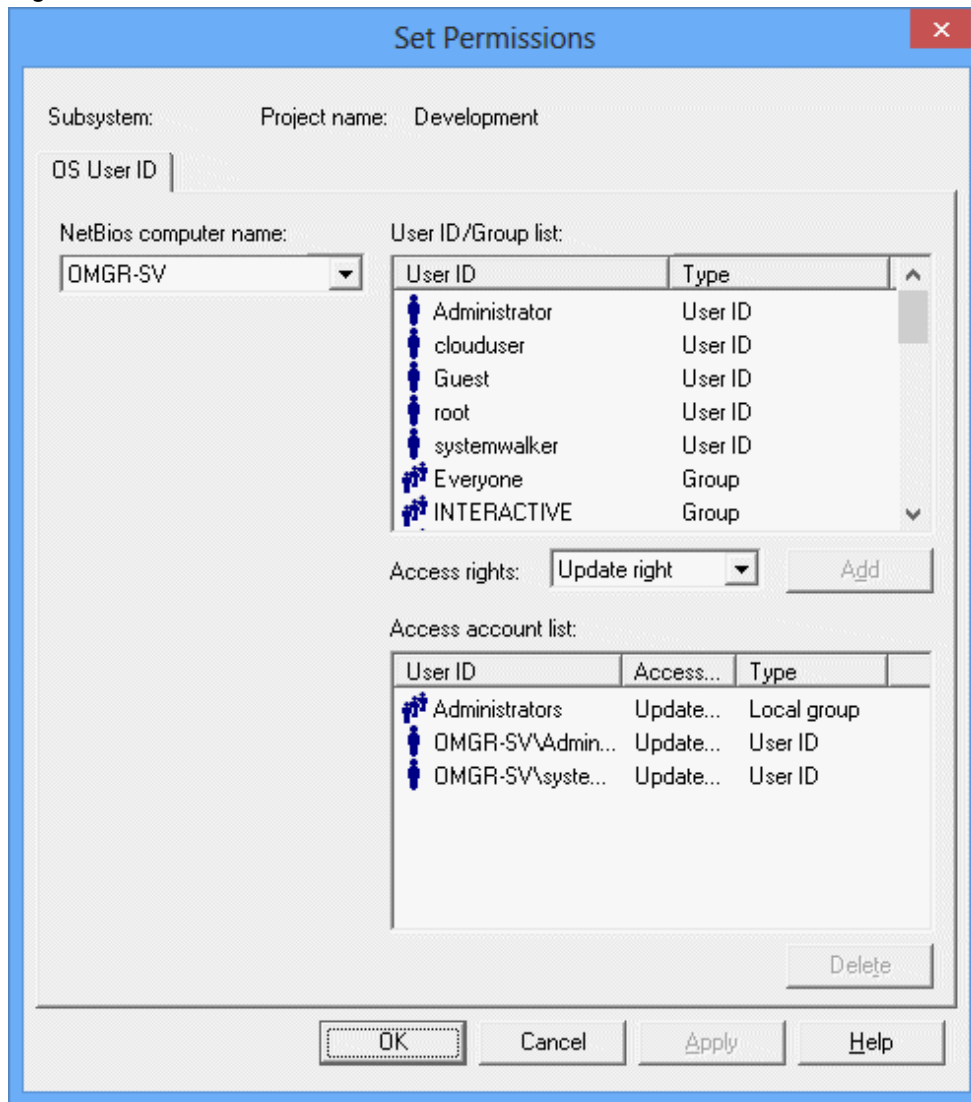 Set Permissions
Subsystem: Project name: Development
OS User ID
NetBios computer name:
OMGR-SV
User ID/Group list:
User ID Type
Administrator User ID
clouduser User ID
Guest User ID
root User ID
systemwalker User ID
Everyone Group
INTERACTIVE Group
Access rights: Update right Add
Access account list:
User ID Access... Type
Administrators Update... Local group
OMGR-SV\Admin... Update... User ID
OMGR-SV\syste... Update... User ID
Delete
OK Cancel Apply Help